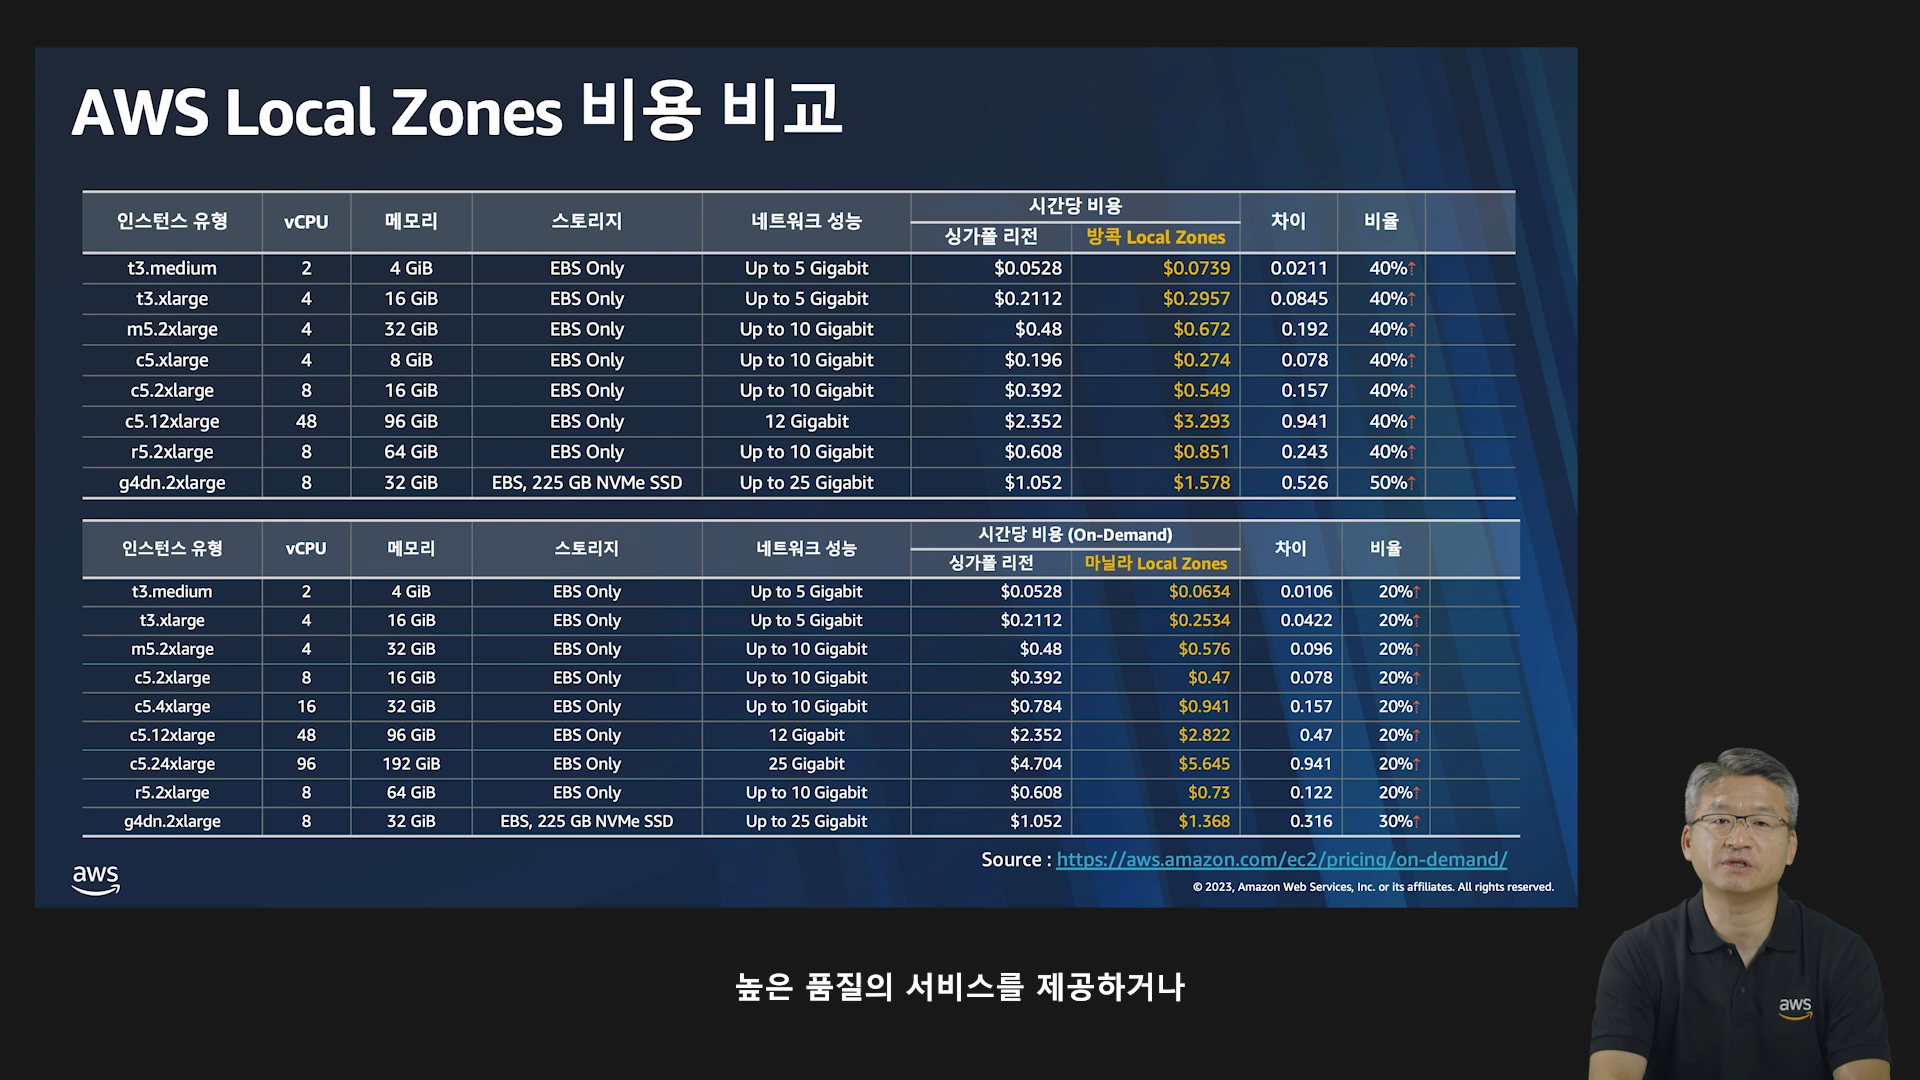 AWS Local Zones 비용 비교
인스턴스 유형 vCPU 메모리 스토리지 네트워크 성능 시간당 비용 차이 비율
싱가폴 리전 방콕 Local Zones
t3.medium 2 4 GiB EBS Only Up to 5 Gigabit $0.0528 $0.0739 0.0211 40%↑
t3.xlarge 4 16 GiB EBS Only Up to 5 Gigabit $0.2112 $0.2957 0.0845 40%↑
m5.2xlarge 4 32 GiB EBS Only Up to 10 Gigabit $0.48 $0.672 0.192 40%↑
c5.xlarge 4 8 GiB EBS Only Up to 10 Gigabit $0.196 $0.274 0.078 40%↑
c5.2xlarge 8 16 GiB EBS Only Up to 10 Gigabit $0.392 $0.549 0.157 40%↑
c5.12xlarge 48 96 GiB EBS Only 12 Gigabit $2.352 $3.293 0.941 40%↑
r5.2xlarge 8 64 GiB EBS Only Up to 10 Gigabit $0.608 $0.851 0.243 40%↑
g4dn.2xlarge 8 32 GiB EBS, 225 GB NVMe SSD Up to 25 Gigabit $1.052 $1.578 0.526 50%↑
인스턴스 유형 vCPU 메모리 스토리지 네트워크 성능 시간당 비용 (On-Demand) 차이 비율
싱가폴 리전 마닐라 Local Zones
t3.medium 2 4 GiB EBS Only Up to 5 Gigabit $0.0528 $0.0634 0.0106 20%↑
t3.xlarge 4 16 GiB EBS Only Up to 5 Gigabit $0.2112 $0.2534 0.0422 20%↑
m5.2xlarge 4 32 GiB EBS Only Up to 10 Gigabit $0.48 $0.576 0.096 20%↑
c5.2xlarge 8 16 GiB EBS Only Up to 10 Gigabit $0.392 $0.47 0.078 20%↑
c5.4xlarge 16 32 GiB EBS Only Up to 10 Gigabit $0.784 $0.941 0.157 20%↑
c5.12xlarge 48 96 GiB EBS Only 12 Gigabit $2.352 $2.822 0.47 20%↑
c5.24xlarge 96 192 GiB EBS Only 25 Gigabit $4.704 $5.645 0.941 20%↑
r5.2xlarge 8 64 GiB EBS Only Up to 10 Gigabit $0.608 $0.73 0.122 20%↑
g4dn.2xlarge 8 32 GiB EBS, 225 GB NVMe SSD Up to 25 Gigabit $1.052 $1.368 0.316 30%↑
Source : https://aws.amazon.com/ec2/pricing/on-demand/
aws
© 2023, Amazon Web Services, Inc. or its affiliates. All rights reserved.
높은 품질의 서비스를 제공하거나
aws